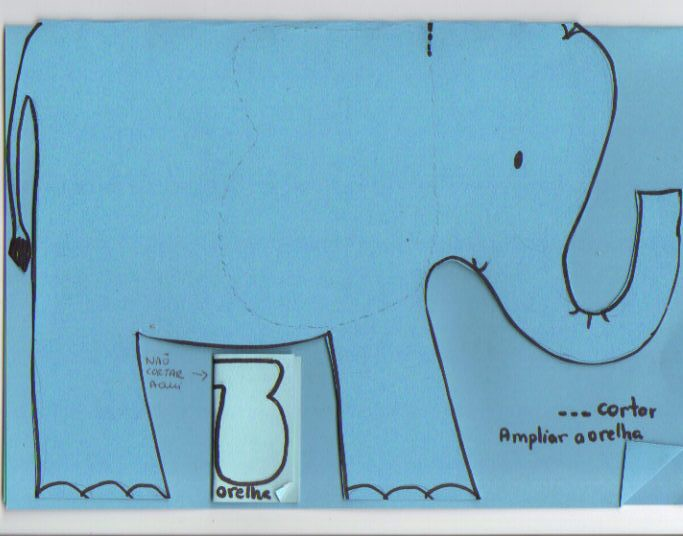 NAÕ
CORTAR →
AQUI
orelha
--- cortar
Ampliar a orelha